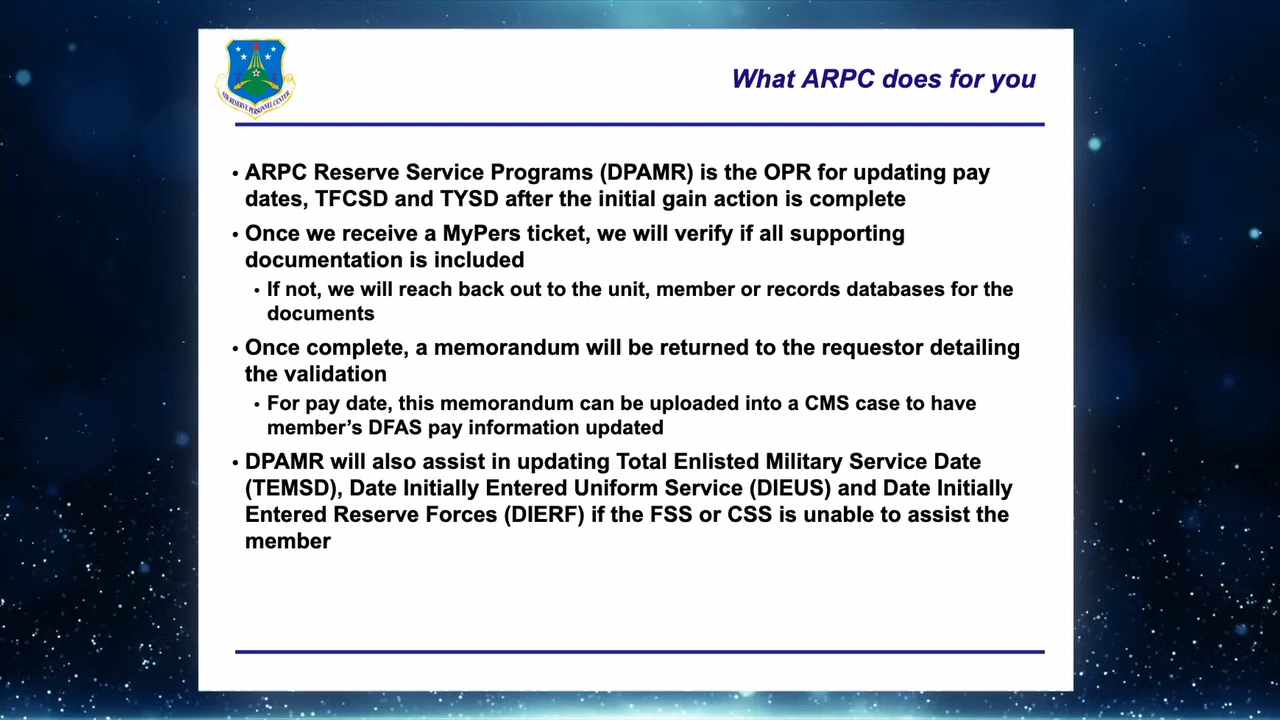 What ARPC does for you
AIR RESERVE PERSONNEL CENTER
• ARPC Reserve Service Programs (DPAMR) is the OPR for updating pay
dates, TFCSD and TYSD after the initial gain action is complete
• Once we receive a MyPers ticket, we will verify if all supporting
documentation is included
• If not, we will reach back out to the unit, member or records databases for the
documents
• Once complete, a memorandum will be returned to the requestor detailing
the validation
• For pay date, this memorandum can be uploaded into a CMS case to have
member’s DFAS pay information updated
• DPAMR will also assist in updating Total Enlisted Military Service Date
(TEMSD), Date Initially Entered Uniform Service (DIEUS) and Date Initially
Entered Reserve Forces (DIERF) if the FSS or CSS is unable to assist the
member